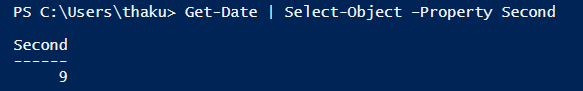 PS C:\Users\thaku> Get-Date | Select-Object –Property Second
Second
------
9